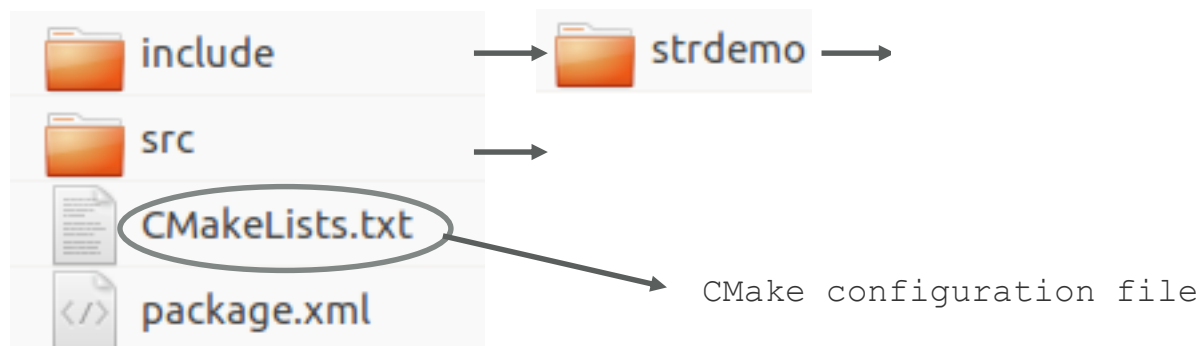 include
strdemo
src
CMakeLists.txt
CMake configuration file
package.xml